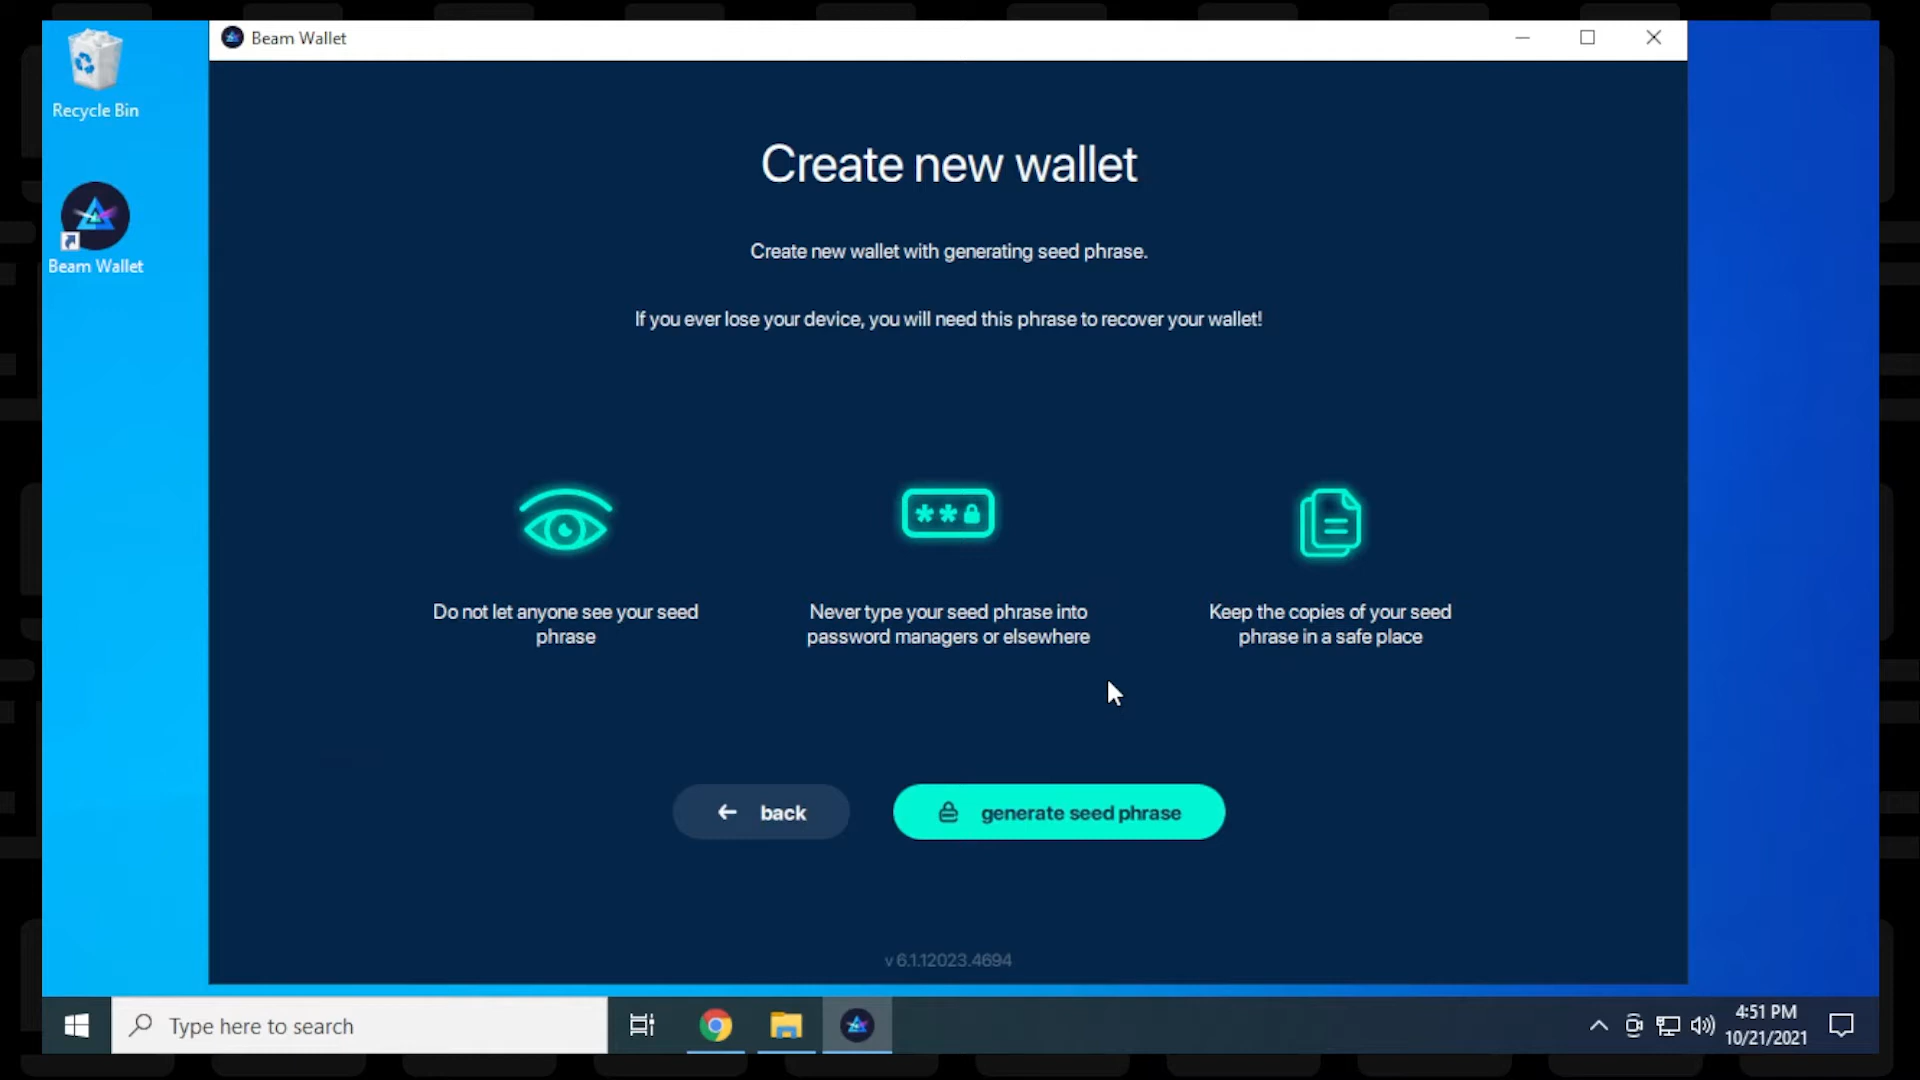 Recycle Bin
Beam Wallet
Beam Wallet
Create new wallet
Create new wallet with generating seed phrase.
If you ever lose your device, you will need this phrase to recover your wallet!
Do not let anyone see your seed
phrase
Never type your seed phrase into
password managers or elsewhere
Keep the copies of your seed
phrase in a safe place
back
generate seed phrase
v 6.1.12023.4694
Type here to search
4:51 PM
10/21/2021